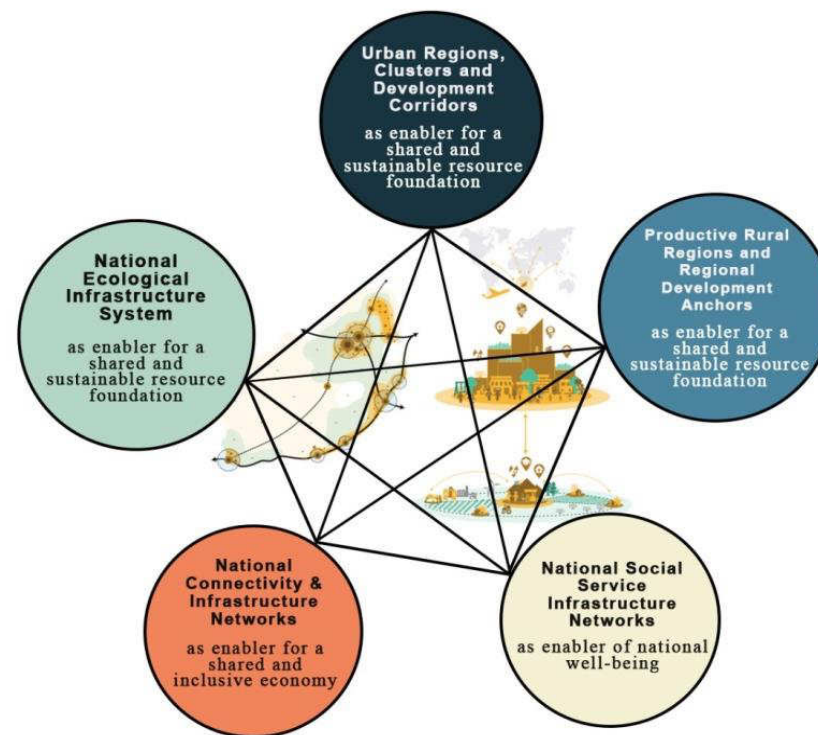 Urban Regions,
Clusters and
Development
Corridors
as enabler for a
shared and
sustainable resource
foundation
National
Ecological
Infrastructure
System
as enabler for a
shared and
sustainable resource
foundation
Productive Rural
Regions and
Regional
Development
Anchors
as enabler for a
shared and
sustainable resource
foundation
National
Connectivity &
Infrastructure
Networks
as enabler for a
shared and
inclusive economy
National Social
Service
Infrastructure
Networks
as enabler of national
well-being